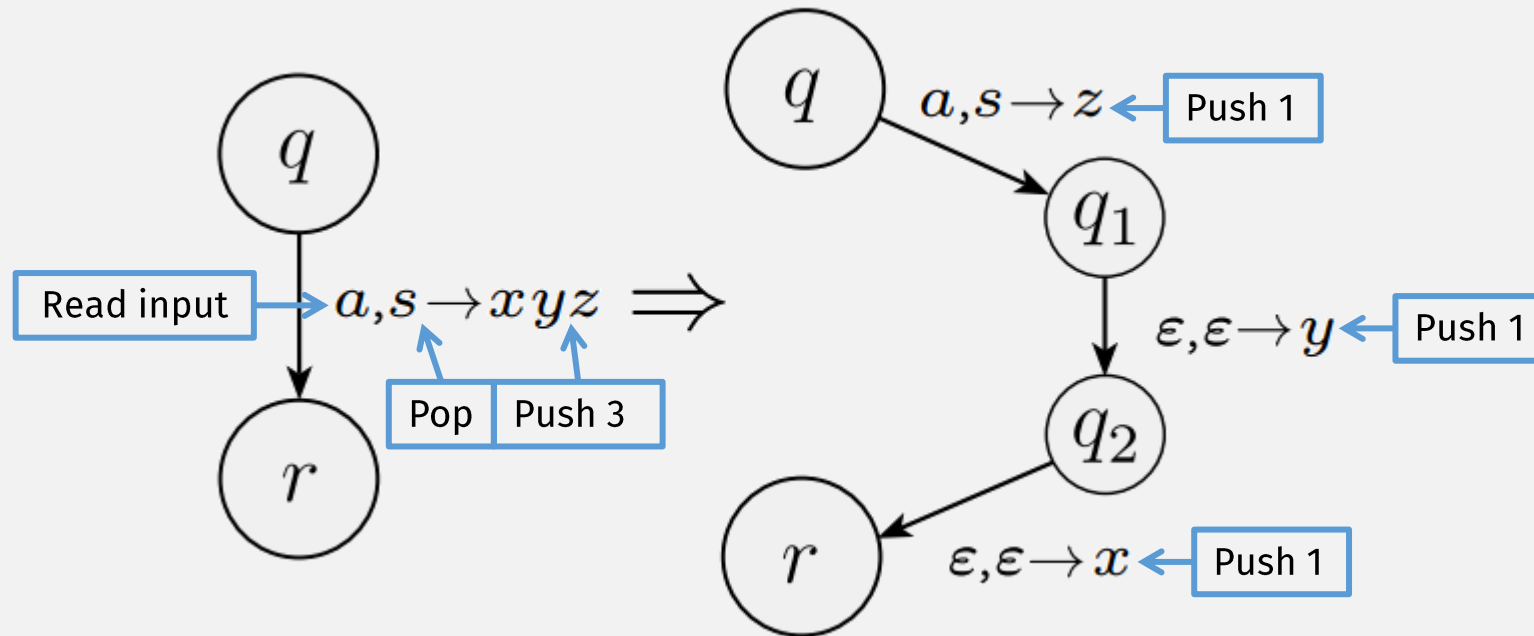 q
Read input
a,s→xyz
Pop
Push 3
r
⇒
q
a,s→z
Push 1
q₁
ε,ε→y
Push 1
q₂
r
ε,ε→x
Push 1